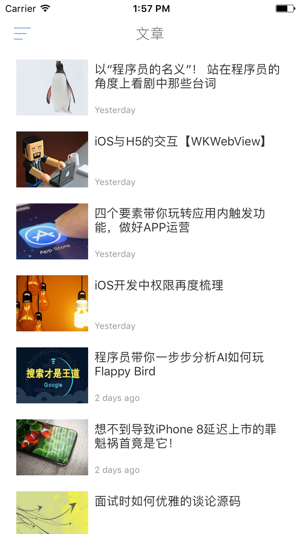 Carrier 1:57 PM
文章
以“程序员的名义”！ 站在程序员的
角度上看剧中那些台词
Yesterday
iOS与H5的交互【WKWebView】
Yesterday
App Store
四个要素带你玩转应用内触发功
能，做好APP运营
Yesterday
iOS开发中权限再度梳理
Yesterday
搜索才是王道
Google
程序员带你一步步分析AI如何玩
Flappy Bird
2 days ago
想不到导致iPhone 8延迟上市的罪
魁祸首竟是它！
2 days ago
面试时如何优雅的谈论源码